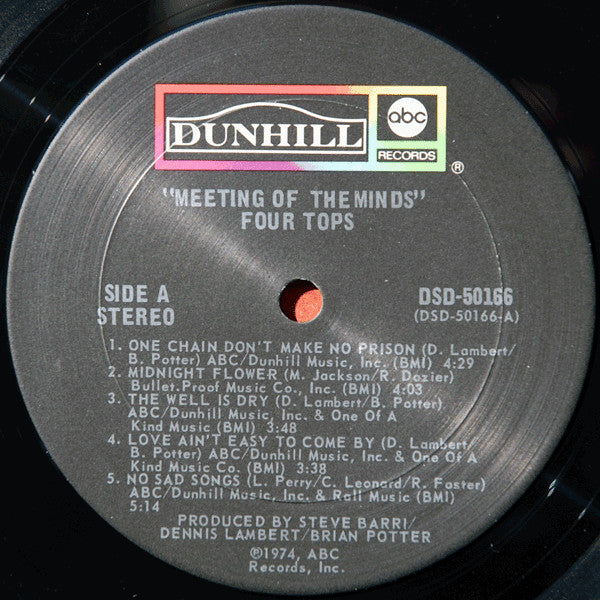 DUNHILL
abc
RECORDS
®
"MEETING OF THE MINDS"
FOUR TOPS
SIDE A
STEREO
DSD-50166
(DSD-50166-A)
1. ONE CHAIN DON'T MAKE NO PRISON (D. Lambert/
B. Potter) ABC/Dunhill Music, Inc. (BMI) 4:29
2. MIDNIGHT FLOWER (M. Jackson/R. Dozier)
Bullet.Proof Music Co., Inc. (BMI) 4:03
3. THE WELL IS DRY (D. Lambert/B. Potter)
ABC/Dunhill Music, Inc. & One Of A
Kind Music (BMI) 3:48
4. LOVE AIN'T EASY TO COME BY (D. Lambert/
B. Potter) ABC/Dunhill Music, Inc. & One Of A
Kind Music Co. (BMI) 3:38
5. NO SAD SONGS (L. Perry/C. Leonard/R. Foster)
ABC/Dunhill Music, Inc. & Rall Music (BMI)
5:14
PRODUCED BY STEVE BARRI/
DENNIS LAMBERT/BRIAN POTTER
℗1974, ABC
Records, Inc.